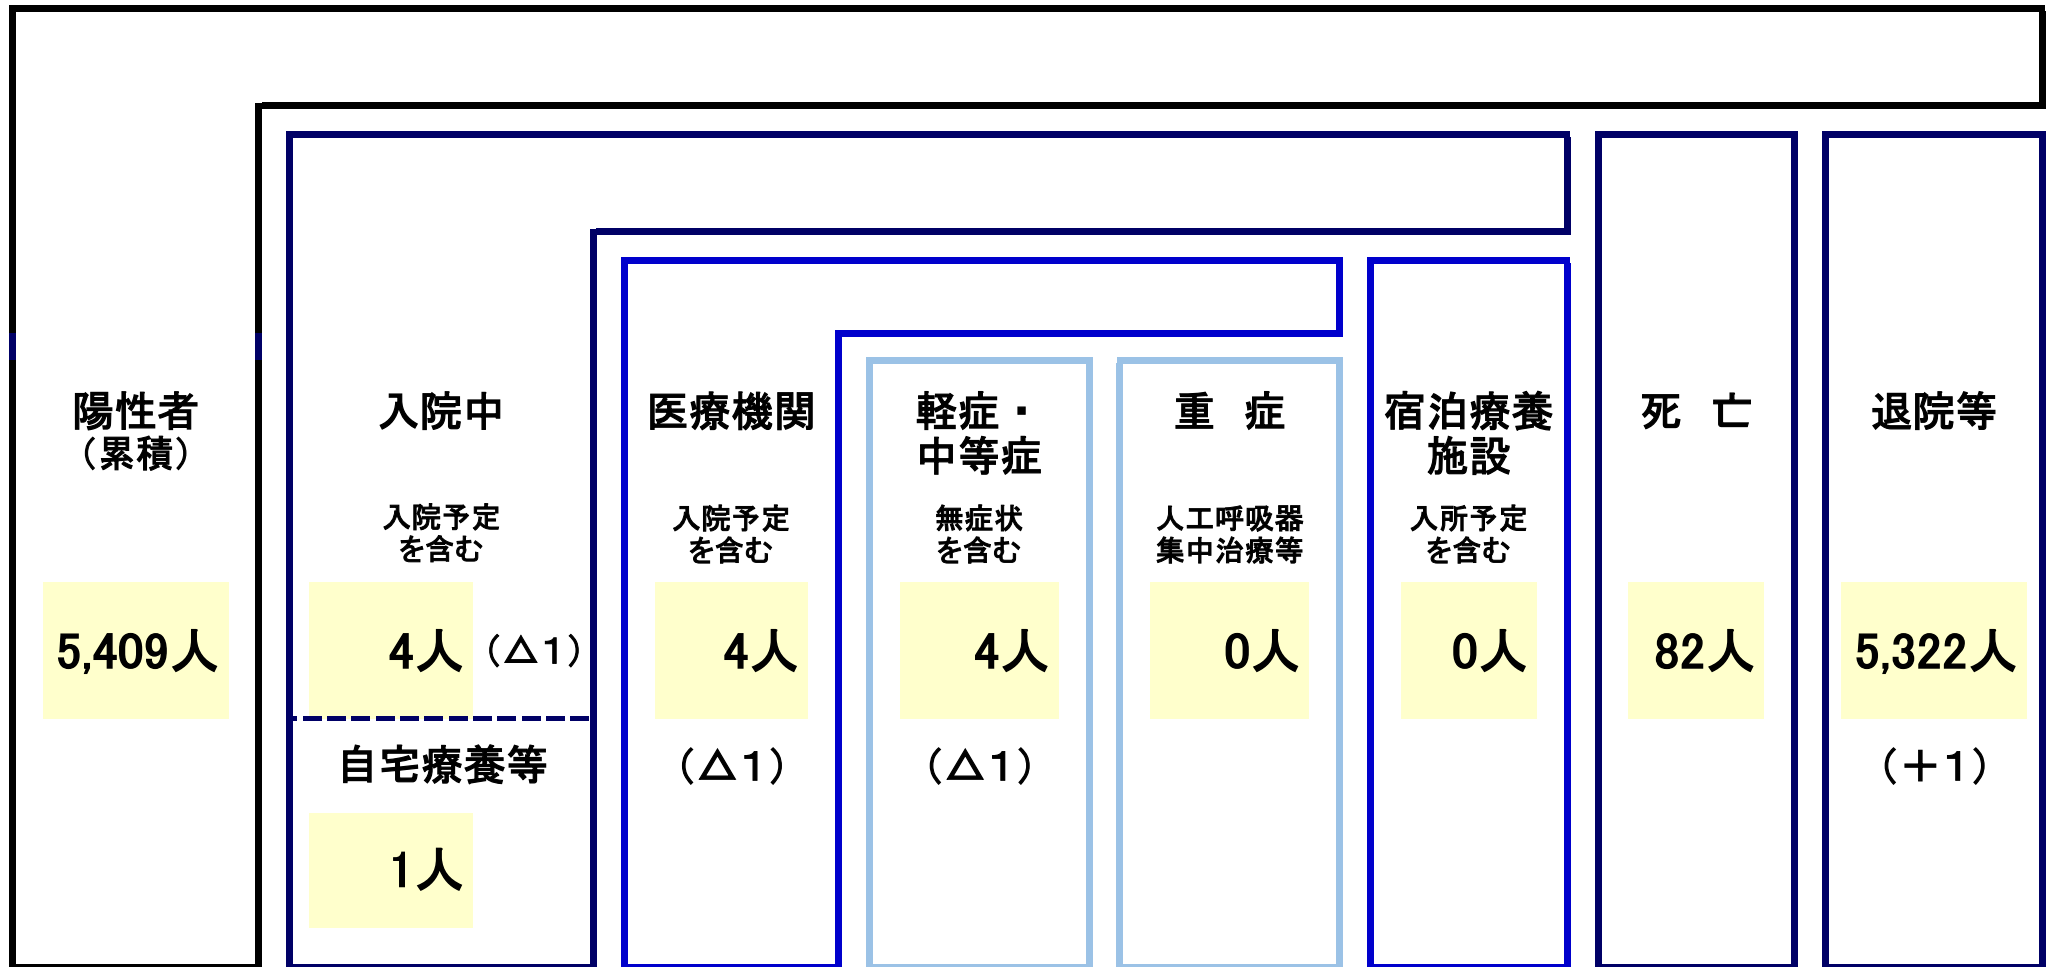 陽性者
（累積）
5,409人
入院中
入院予定
を含む
4人（△１）
自宅療養等
1人
医療機関
入院予定
を含む
4人
（△１）
軽症・
中等症
無症状
を含む
4人
（△１）
重　症
人工呼吸器
集中治療等
0人
宿泊療養
施設
入所予定
を含む
0人
死　亡
82人
退院等
5,322人
（＋１）